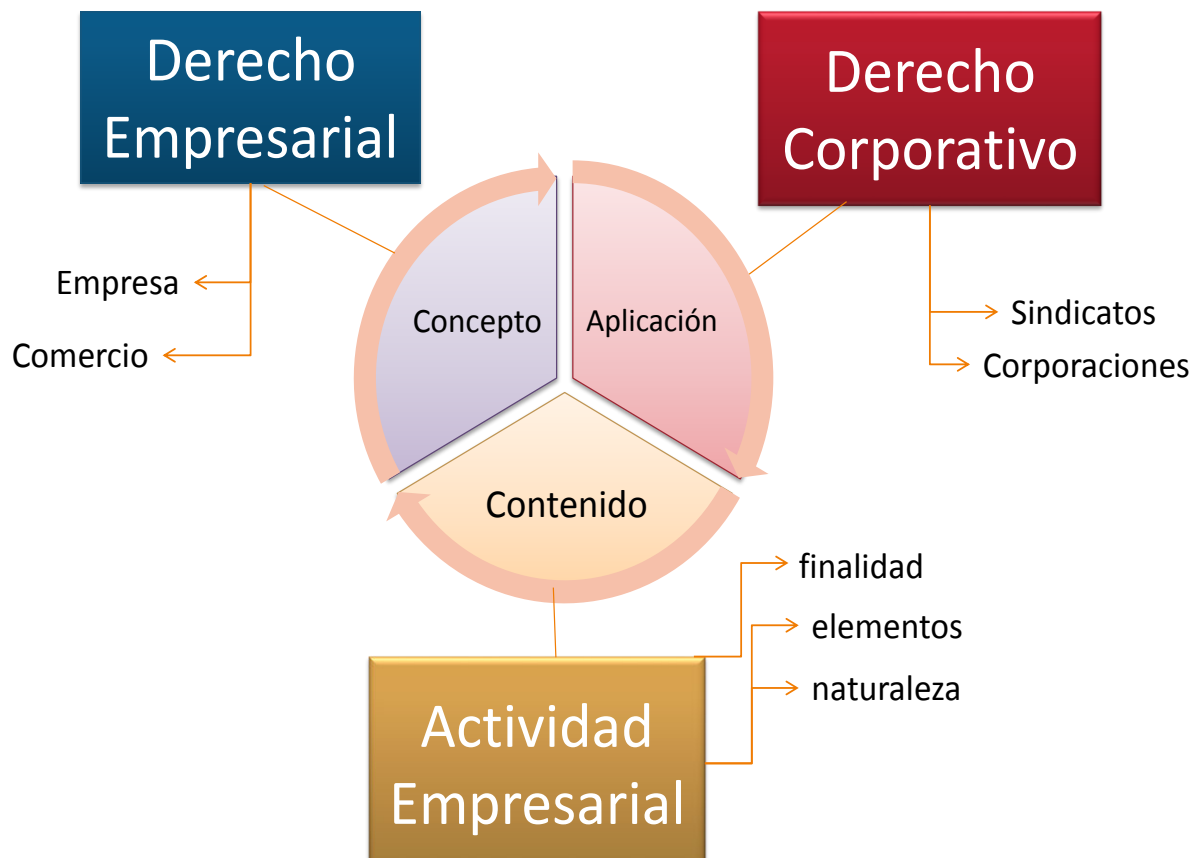 Derecho
Empresarial
Derecho
Corporativo
Empresa
Comercio
Concepto
Aplicación
Sindicatos
Corporaciones
Contenido
finalidad
elementos
naturaleza
Actividad
Empresarial